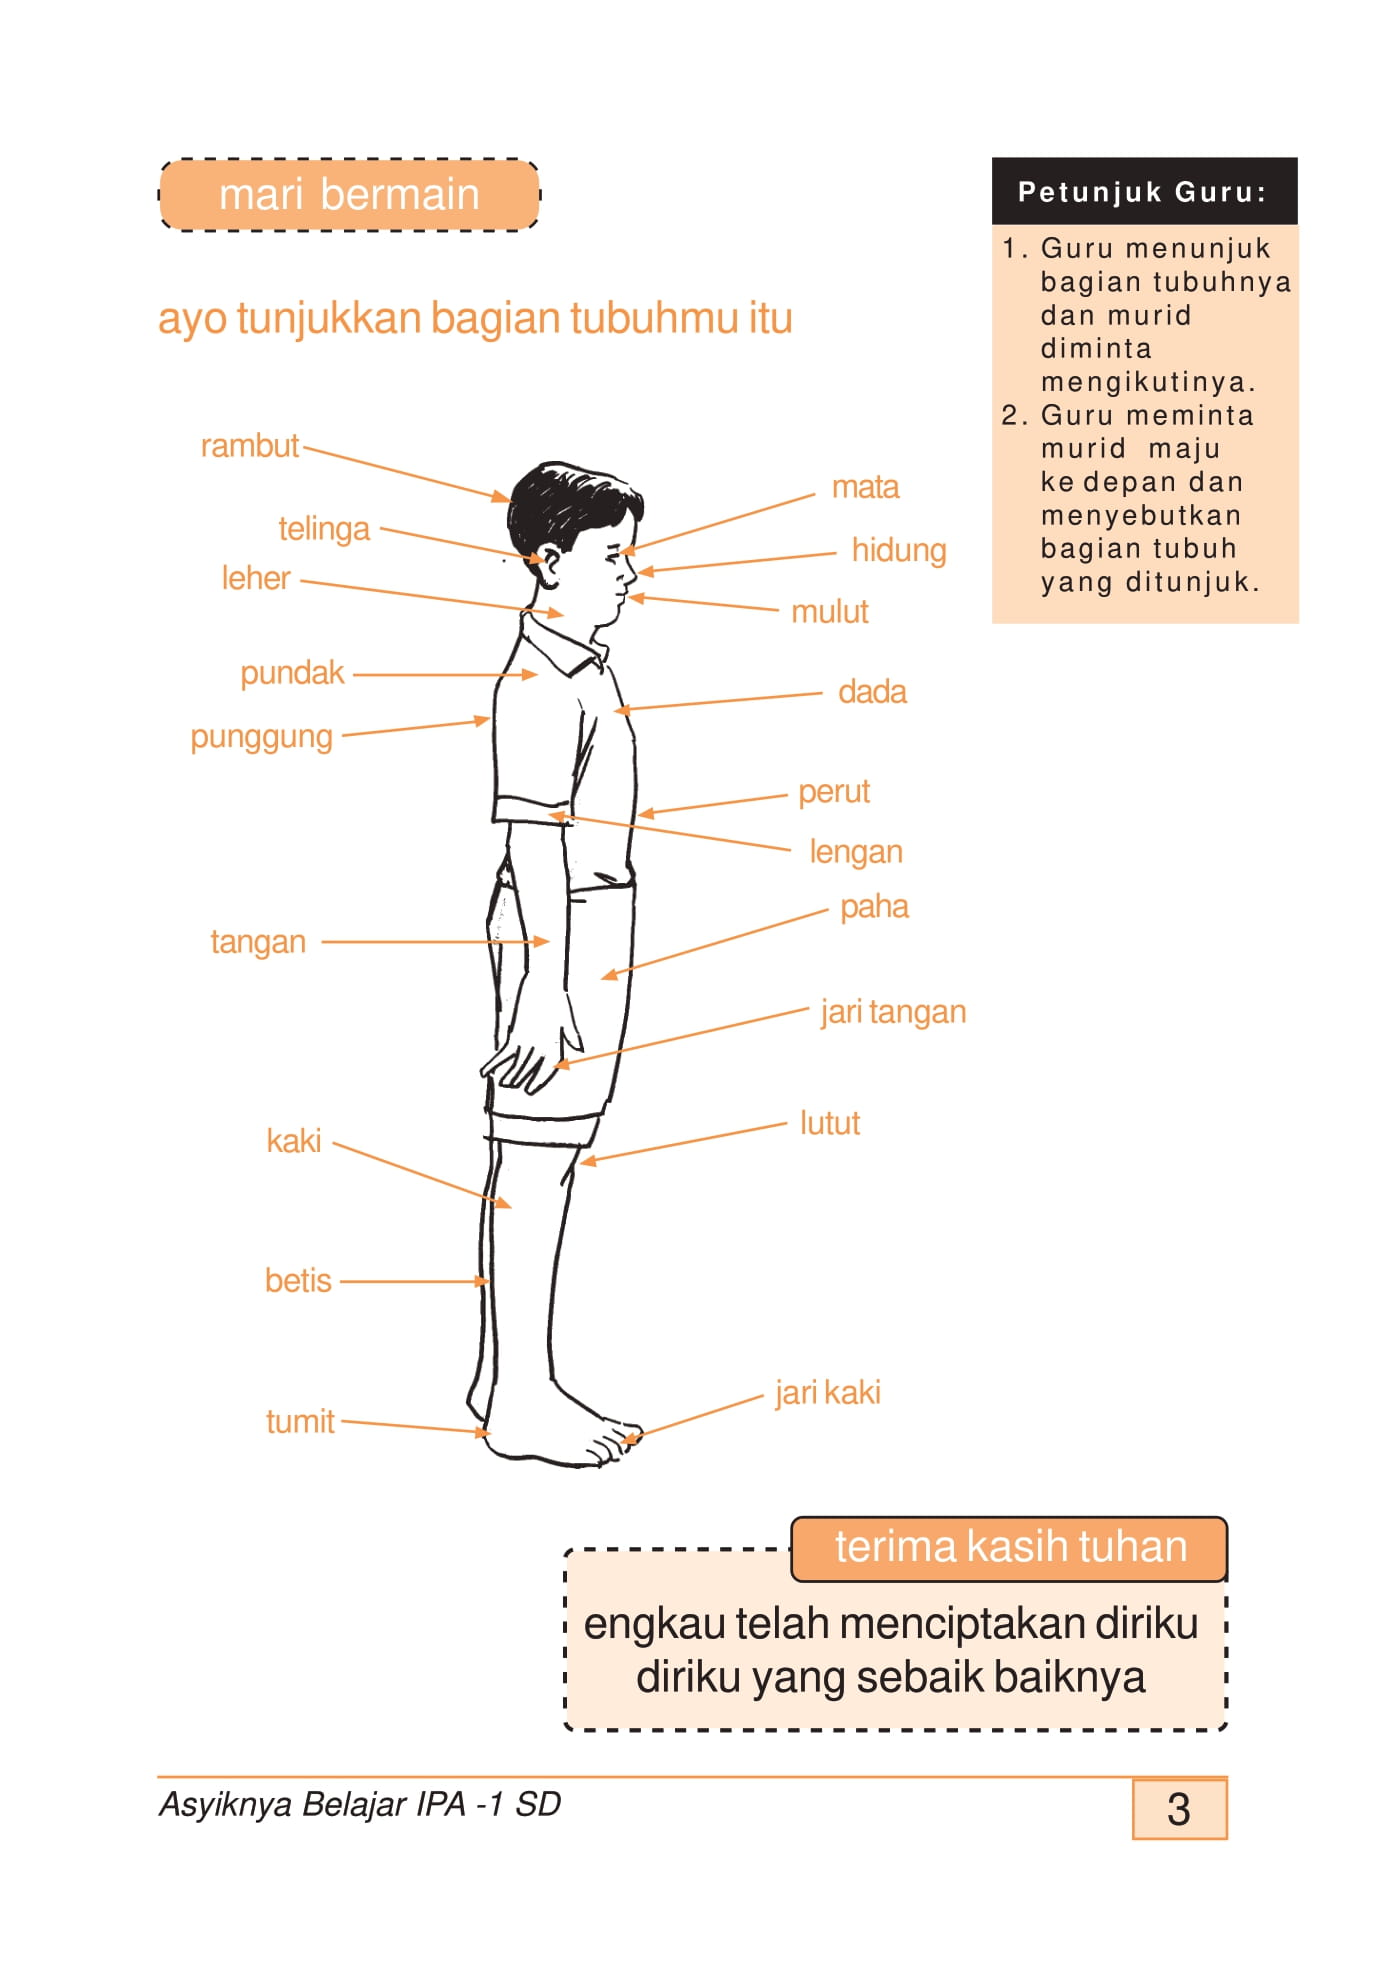 mari bermain
ayo tunjukkan bagian tubuhmu itu
Petunjuk Guru:
1. Guru menunjuk
bagian tubuhnya
dan murid
diminta
mengikutinya.
2. Guru meminta
murid maju
ke depan dan
menyebutkan
bagian tubuh
yang ditunjuk.
rambut
telinga
leher
pundak
punggung
tangan
kaki
betis
tumit
mata
hidung
mulut
dada
perut
lengan
paha
jari tangan
lutut
jari kaki
terima kasih tuhan
engkau telah menciptakan diriku
diriku yang sebaik baiknya
Asyiknya Belajar IPA -1 SD
3